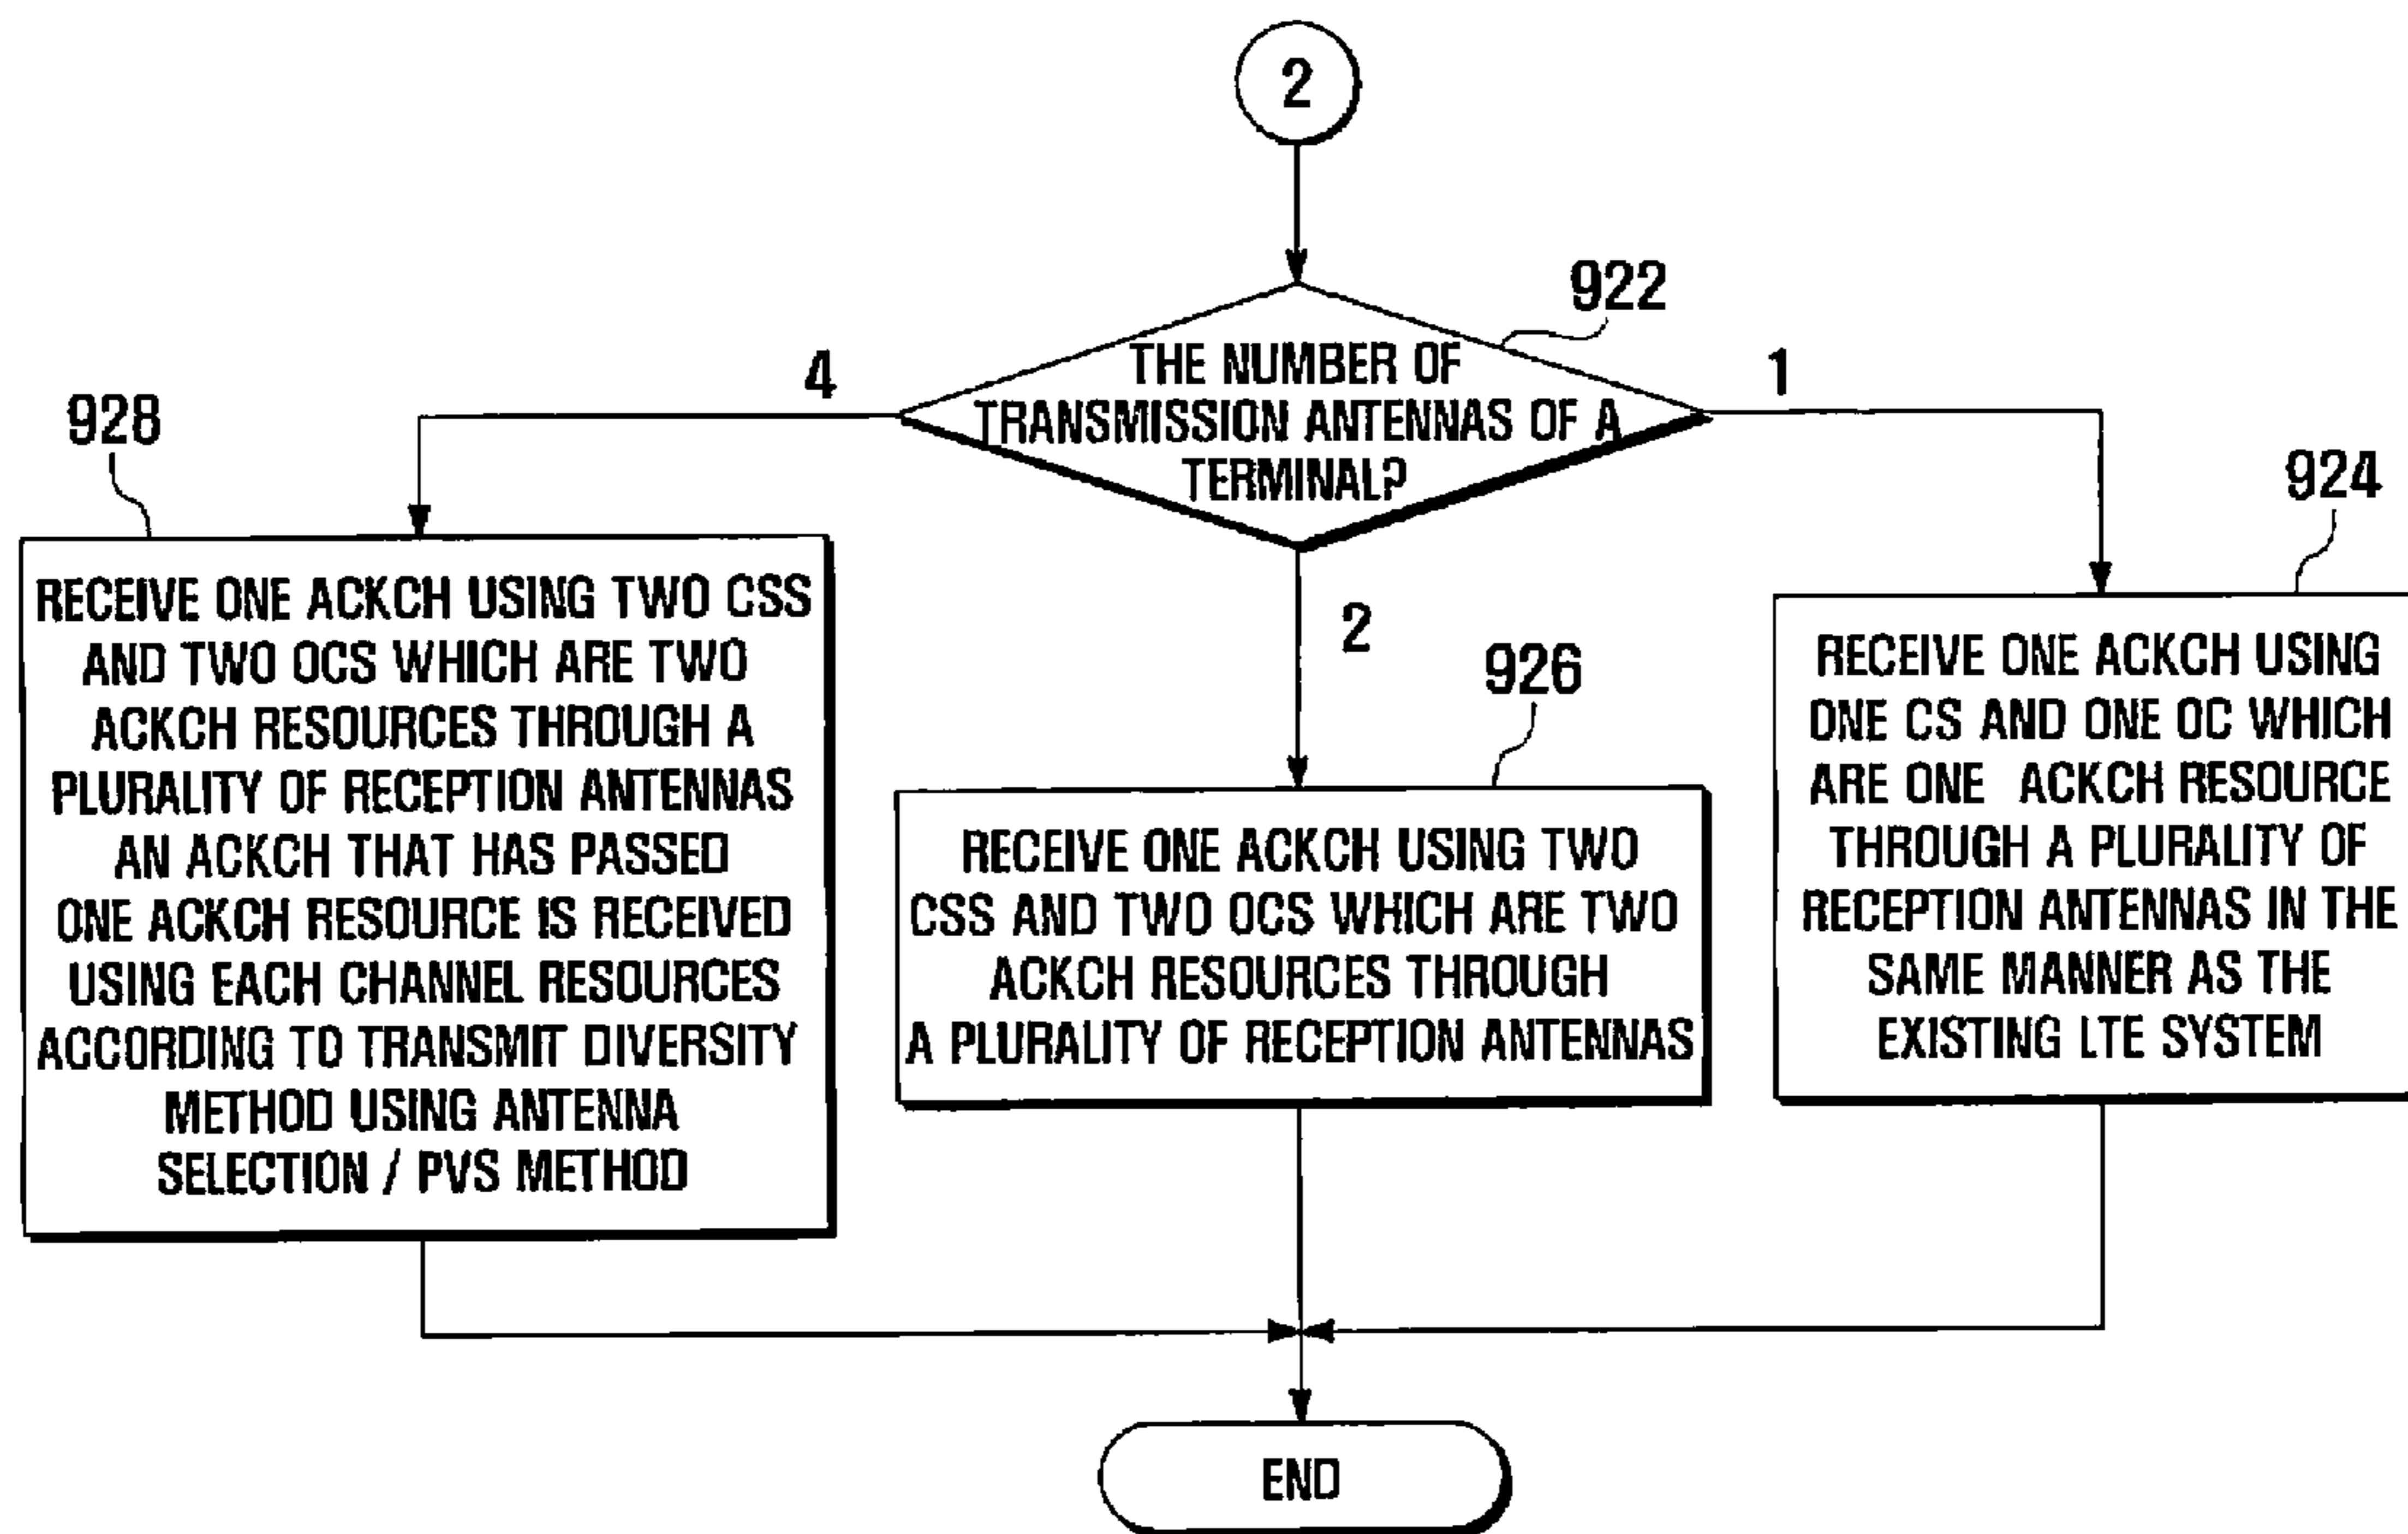 2
922
THE NUMBER OF
TRANSMISSION ANTENNAS OF A
TERMINAL?
4
1
2
928
RECEIVE ONE ACKCH USING TWO CSS
AND TWO OCS WHICH ARE TWO
ACKCH RESOURCES THROUGH A
PLURALITY OF RECEPTION ANTENNAS
AN ACKCH THAT HAS PASSED
ONE ACKCH RESOURCE IS RECEIVED
USING EACH CHANNEL RESOURCES
ACCORDING TO TRANSMIT DIVERSITY
METHOD USING ANTENNA
SELECTION / PVS METHOD
926
RECEIVE ONE ACKCH USING TWO
CSS AND TWO OCS WHICH ARE TWO
ACKCH RESOURCES THROUGH
A PLURALITY OF RECEPTION ANTENNAS
924
RECEIVE ONE ACKCH USING
ONE CS AND ONE OC WHICH
ARE ONE ACKCH RESOURCE
THROUGH A PLURALITY OF
RECEPTION ANTENNAS IN THE
SAME MANNER AS THE
EXISTING LTE SYSTEM
END